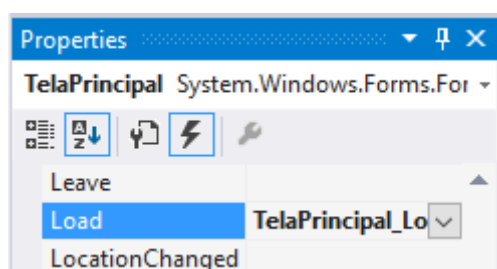 Properties
TelaPrincipal System.Windows.Forms.For
Leave
Load TelaPrincipal_Lo
LocationChanged